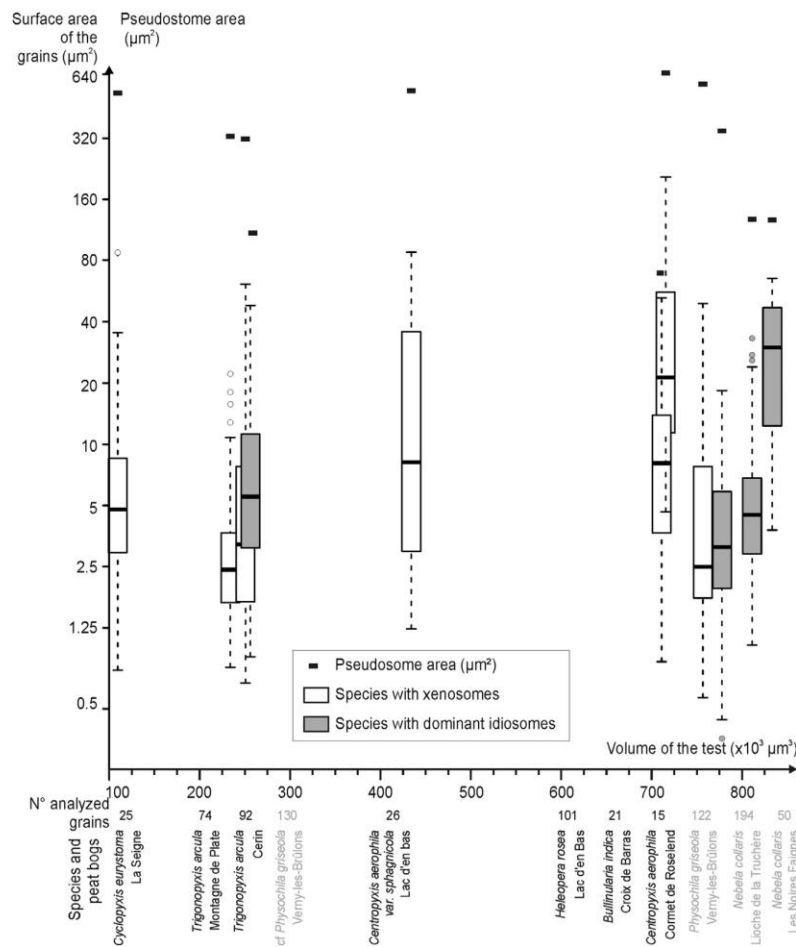 Surface area of the grains (µm²)
Pseudostome area (µm²)
640
320
160
80
40
20
10
5
2.5
1.25
0.5
Pseudosome area (µm²)
Species with xenosomes
Species with dominant idiosomes
Volume of the test (x10³ µm³)
100 200 300 400 500 600 700 800
N° analyzed grains
25 74 92 130 26 101 21 15 122 194 50
Species and peat bogs
Cyclopyxis eurystoma
La Seigne
Trigonopyxis arcula
Montagne de Plate
Trigonopyxis arcula
Cerin
cf Physochila griseola
Verny-les-Brûlons
Centropyxis aerophila
var. sphagnicola
Lac d'en bas
Heleopera rosea
Lac d'en Bas
Bullinularia indica
Croix de Barras
Centropyxis aerophila
Cormet de Roselend
Physochila griseola
Verny-les-Brûlons
Nebela collaris
Lioche de la Truchère
Nebela collaris
Les Noires Faignes